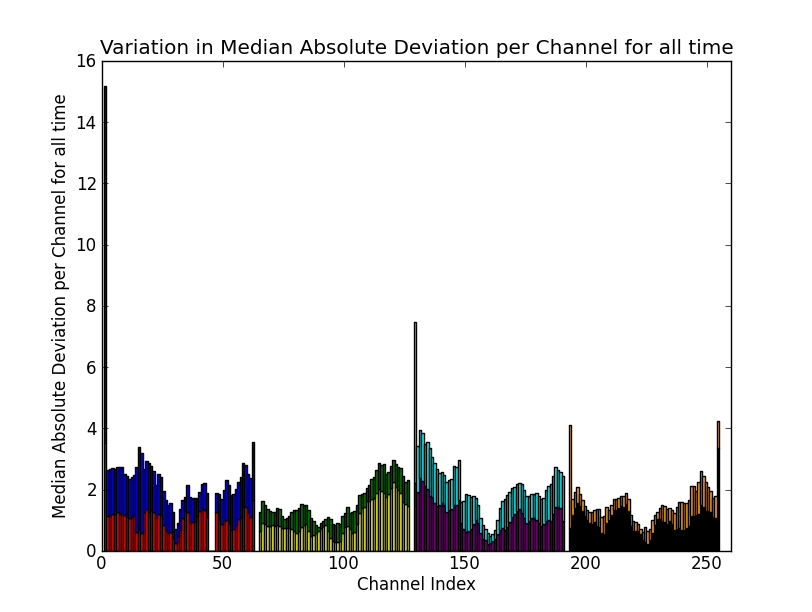 Variation in Median Absolute Deviation per Channel for all time
Median Absolute Deviation per Channel for all time
16
14
12
10
8
6
4
2
0
0 50 100 150 200 250
Channel Index